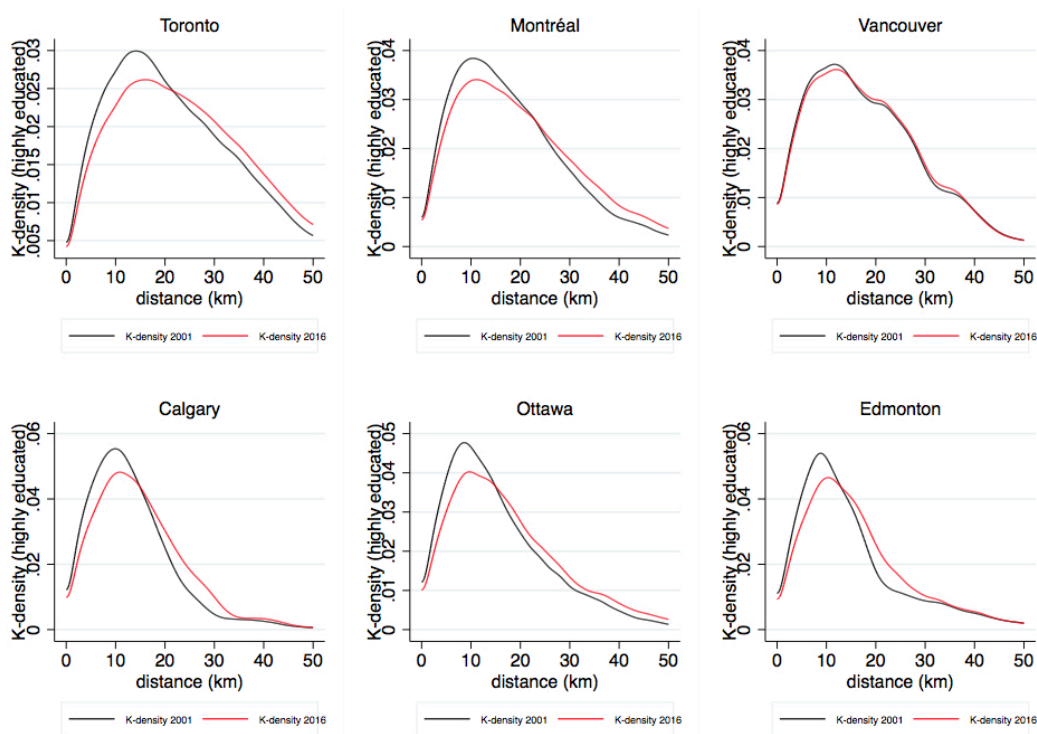 Toronto
K-density (highly educated)
.005 .01 .015 .02 .025 .03
0 10 20 30 40 50
distance (km)
K-density 2001 K-density 2016
Montréal
K-density (highly educated)
0 .01 .02 .03 .04
0 10 20 30 40 50
distance (km)
K-density 2001 K-density 2016
Vancouver
K-density (highly educated)
0 .01 .02 .03 .04
0 10 20 30 40 50
distance (km)
K-density 2001 K-density 2016
Calgary
K-density (highly educated)
0 .02 .04 .06
0 10 20 30 40 50
distance (km)
K-density 2001 K-density 2016
Ottawa
K-density (highly educated)
0 .01 .02 .03 .04 .05
0 10 20 30 40 50
distance (km)
K-density 2001 K-density 2016
Edmonton
K-density (highly educated)
0 .02 .04 .06
0 10 20 30 40 50
distance (km)
K-density 2001 K-density 2016